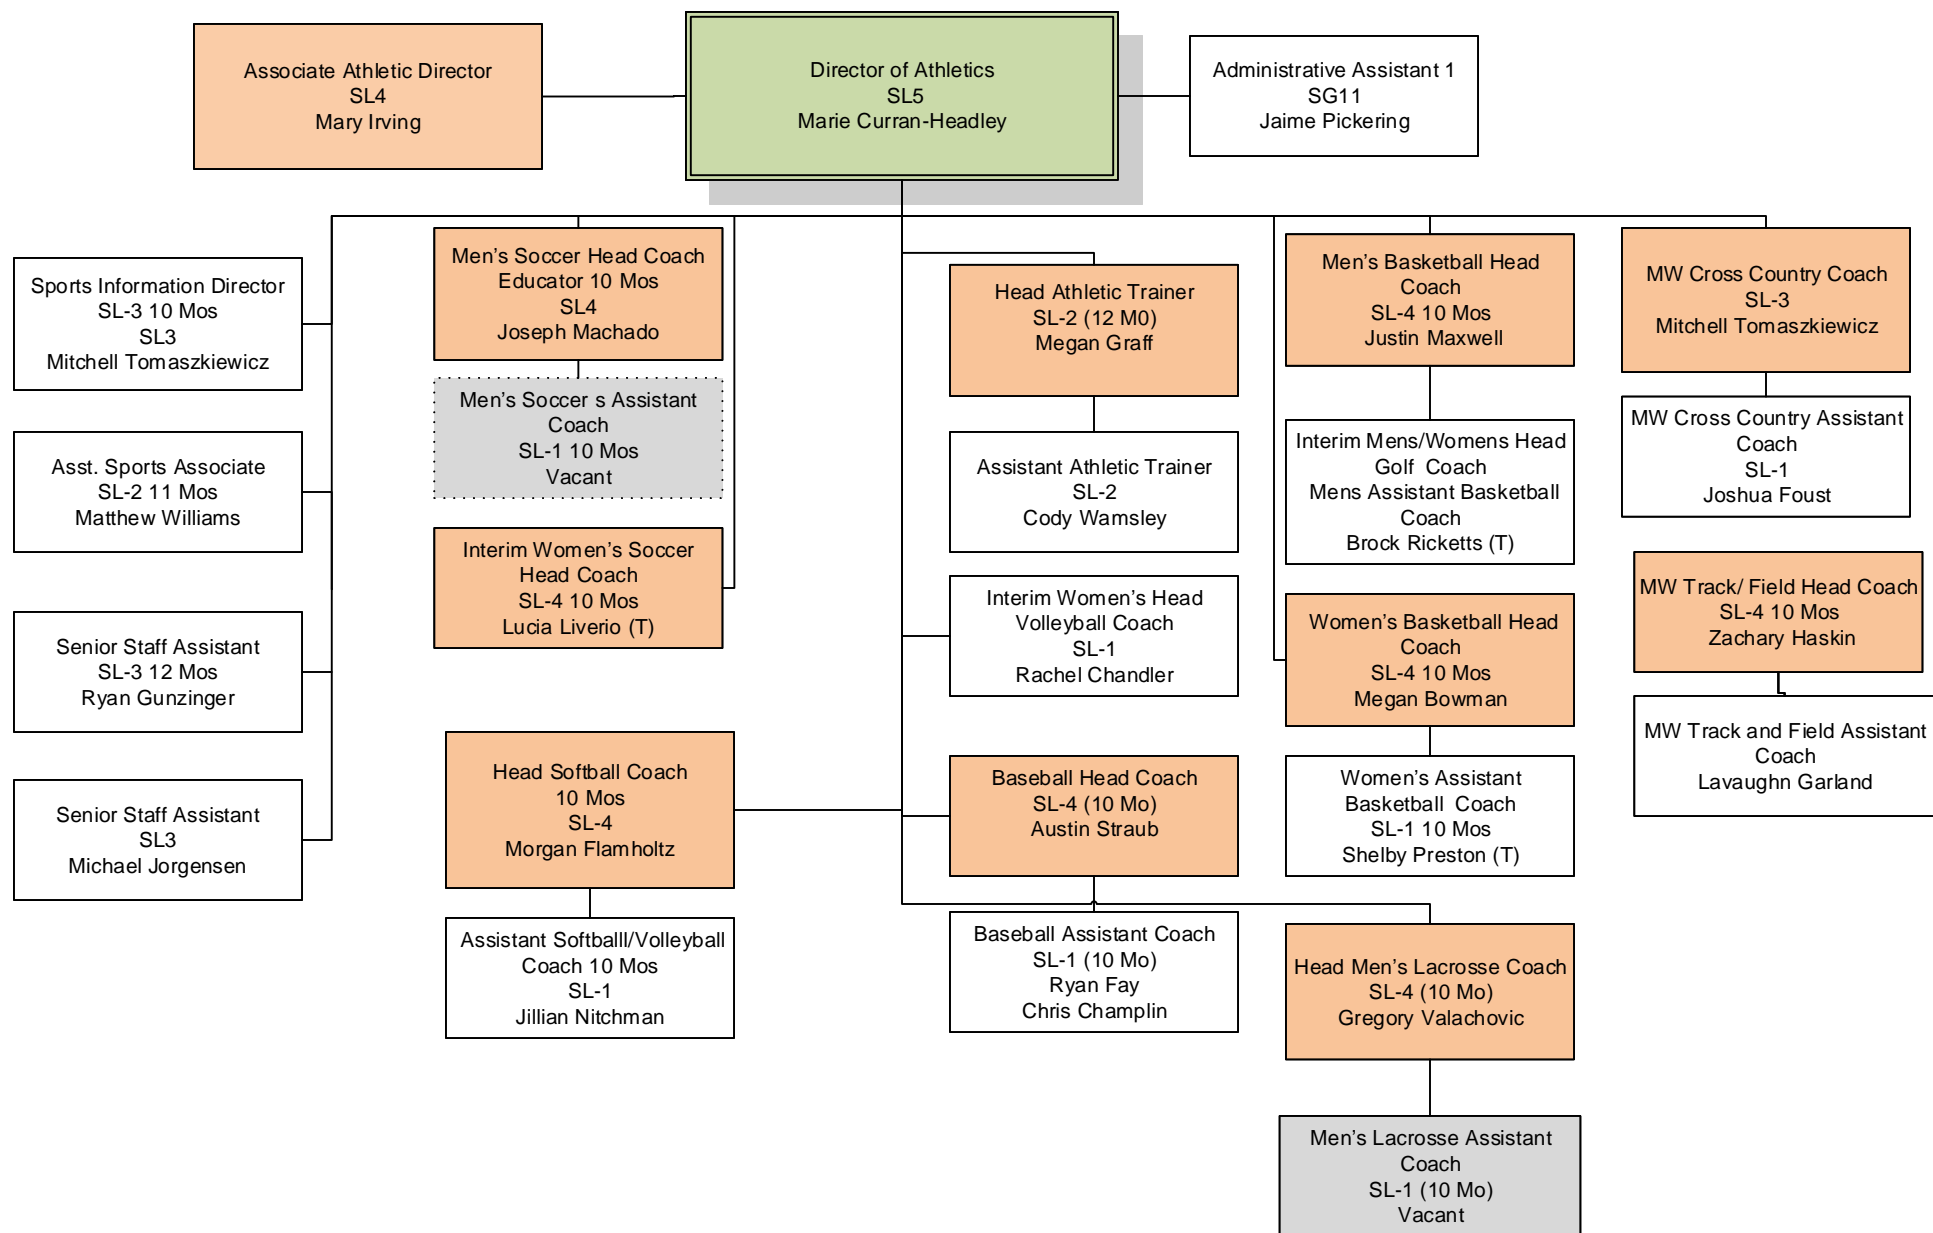 Associate Athletic Director
SL4
Mary Irving
Director of Athletics
SL5
Marie Curran-Headley
Administrative Assistant 1
SG11
Jaime Pickering
Sports Information Director
SL-3 10 Mos
SL3
Mitchell Tomaszkiewicz
Asst. Sports Associate
SL-2 11 Mos
Matthew Williams
Senior Staff Assistant
SL-3 12 Mos
Ryan Gunzinger
Senior Staff Assistant
SL3
Michael Jorgensen
Men's Soccer Head Coach
Educator 10 Mos
SL4
Joseph Machado
Men's Soccer s Assistant
Coach
SL-1 10 Mos
Vacant
Interim Women's Soccer
Head Coach
SL-4 10 Mos
Lucia Liverio (T)
Head Softball Coach
10 Mos
SL-4
Morgan Flamholtz
Assistant Softballl/Volleyball
Coach 10 Mos
SL-1
Jillian Nitchman
Head Athletic Trainer
SL-2 (12 M0)
Megan Graff
Assistant Athletic Trainer
SL-2
Cody Wamsley
Interim Women's Head
Volleyball Coach
SL-1
Rachel Chandler
Baseball Head Coach
SL-4 (10 Mo)
Austin Straub
Baseball Assistant Coach
SL-1 (10 Mo)
Ryan Fay
Chris Champlin
Men's Basketball Head
Coach
SL-4 10 Mos
Justin Maxwell
Interim Mens/Womens Head
Golf  Coach
Mens Assistant Basketball
Coach
Brock Ricketts (T)
Women's Basketball Head
Coach
SL-4 10 Mos
Megan Bowman
Women's Assistant
Basketball  Coach
SL-1 10 Mos
Shelby Preston (T)
Head Men's Lacrosse Coach
SL-4 (10 Mo)
Gregory Valachovic
Men's Lacrosse Assistant
Coach
SL-1 (10 Mo)
Vacant
MW Cross Country Coach
SL-3
Mitchell Tomaszkiewicz
MW Cross Country Assistant
Coach
SL-1
Joshua Foust
MW Track/ Field Head Coach
SL-4 10 Mos
Zachary Haskin
MW Track and Field Assistant
Coach
Lavaughn Garland